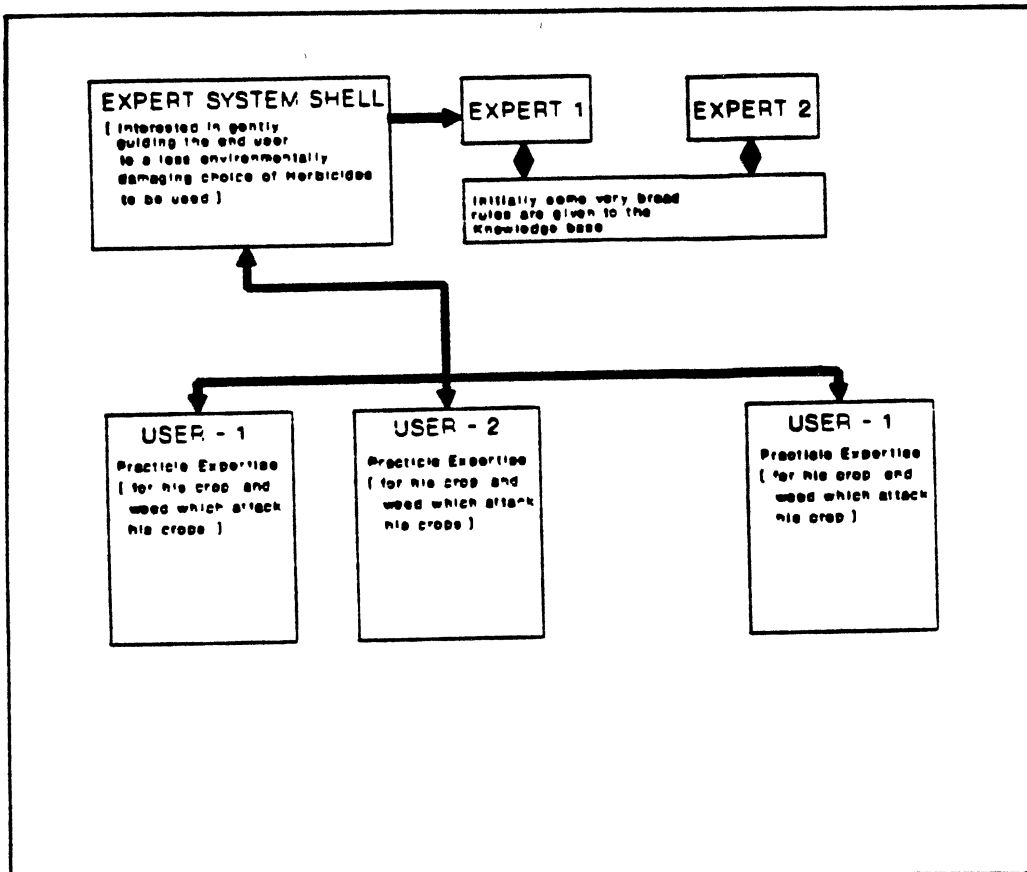 EXPERT SYSTEM SHELL
[ Interested in gently
guiding the end user
to a less environmentally
damaging choice of Herbicides
to be used ]
EXPERT 1
EXPERT 2
Initially some very broad
rules are given to the
Knowledge base
USER - 1
Practicle Expertise
[ for his crop and
weed which attack
his crops ]
USER - 2
Practicle Expertise
[ for his crop and
weed which attack
his crops ]
USER - 1
Practicle Expertise
[ for his crop and
weed which attack
his crop ]